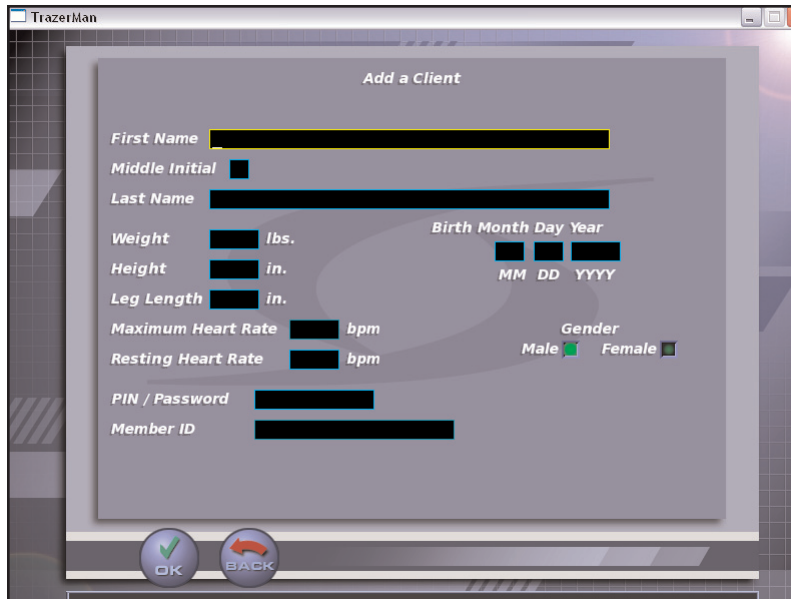 TrazerMan
Add a Client
First Name
Middle Initial
Last Name
Weight lbs.
Height in.
Leg Length in.
Maximum Heart Rate bpm
Resting Heart Rate bpm
Birth Month Day Year
MM DD YYYY
Gender
Male Female
PIN / Password
Member ID
OK BACK